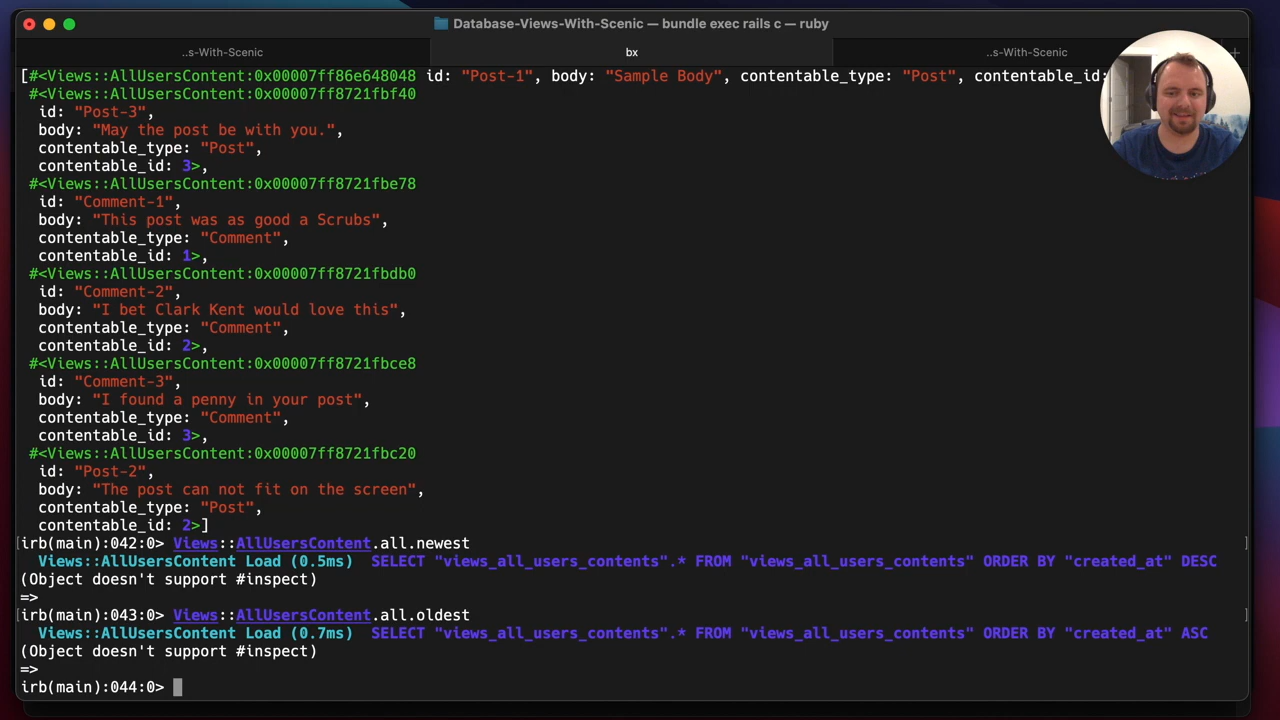 Database-Views-With-Scenic — bundle exec rails c — ruby
..s-With-Scenic
bx
..s-With-Scenic
+
[#<Views::AllUsersContent:0x00007ff86e648048 id: "Post-1", body: "Sample Body", contentable_type: "Post", contentable_id:
#<Views::AllUsersContent:0x00007ff8721fbf40
id: "Post-3",
body: "May the post be with you.",
contentable_type: "Post",
contentable_id: 3>,
#<Views::AllUsersContent:0x00007ff8721fbe78
id: "Comment-1",
body: "This post was as good a Scrubs",
contentable_type: "Comment",
contentable_id: 1>,
#<Views::AllUsersContent:0x00007ff8721fbdb0
id: "Comment-2",
body: "I bet Clark Kent would love this",
contentable_type: "Comment",
contentable_id: 2>,
#<Views::AllUsersContent:0x00007ff8721fbce8
id: "Comment-3",
body: "I found a penny in your post",
contentable_type: "Comment",
contentable_id: 3>,
#<Views::AllUsersContent:0x00007ff8721fbc20
id: "Post-2",
body: "The post can not fit on the screen",
contentable_type: "Post",
contentable_id: 2>]
[irb(main):042:0> Views::AllUsersContent.all.newest ]
Views::AllUsersContent Load (0.5ms)  SELECT "views_all_users_contents".* FROM "views_all_users_contents" ORDER BY "created_at" DESC
(Object doesn't support #inspect)
=>
[irb(main):043:0> Views::AllUsersContent.all.oldest ]
Views::AllUsersContent Load (0.7ms)  SELECT "views_all_users_contents".* FROM "views_all_users_contents" ORDER BY "created_at" ASC
(Object doesn't support #inspect)
=>
irb(main):044:0>